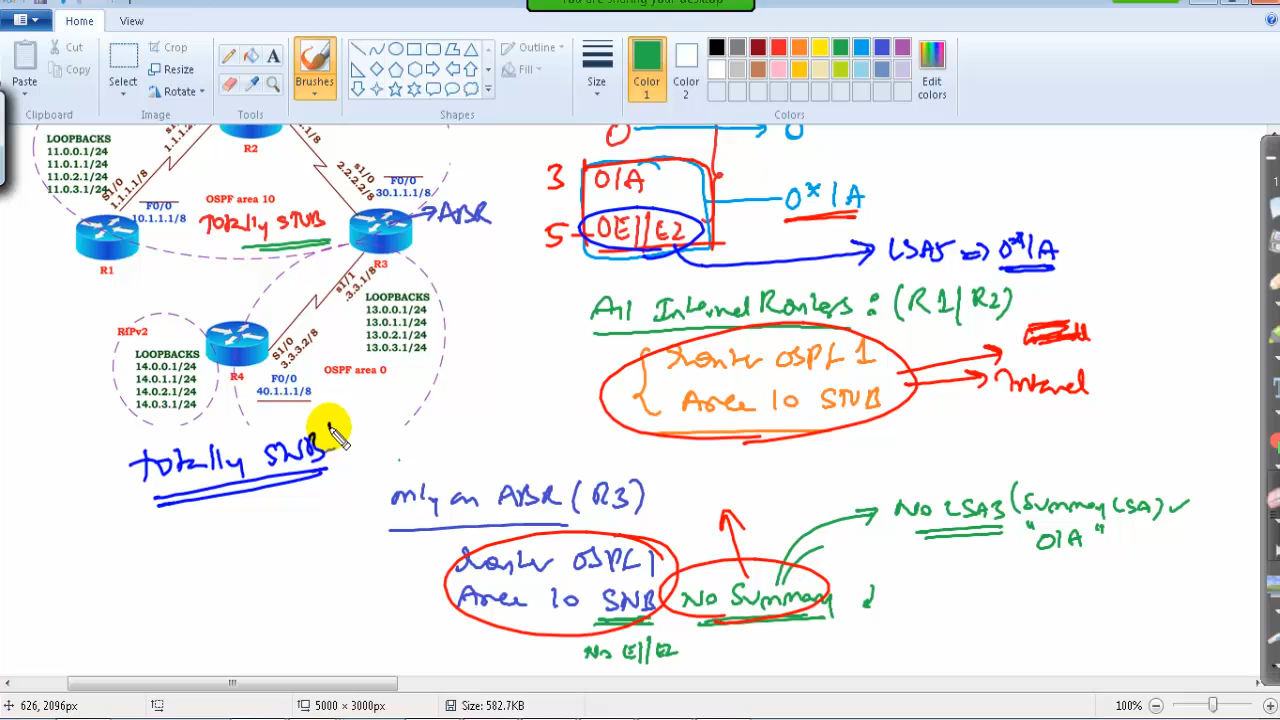 You are sharing your desktop
Home
View
Paste
Cut
Copy
Clipboard
Select
Crop
Resize
Rotate
Image
Tools
Brushes
Shapes
Outline
Fill
Size
Color 1
Color 2
Colors
Edit colors
LOOPBACKS
11.0.0.1/24
11.0.1.1/24
11.0.2.1/24
11.0.3.1/24
R2
S1/0
1.1.1.1/8
F0/0
10.1.1.1/8
R1
OSPF area 10
Totally STUB
s1/0
2.2.2.2/8
F0/0
30.1.1.1/8
ABR
R3
s1/1
.3.3.1/8
LOOPBACKS
13.0.0.1/24
13.0.1.1/24
13.0.2.1/24
13.0.3.1/24
RIPv2
LOOPBACKS
14.0.0.1/24
14.0.1.1/24
14.0.2.1/24
14.0.3.1/24
R4
S1/0
3.3.3.2/8
F0/0
40.1.1.1/8
OSPF area 0
Totally STUB
O
O
3 O IA
O* IA
5 OE1/E2
LSA5 => O* IA
All Internal Routers : (R1/R2)
Router OSPF 1
Area 10 STUB
Internal
only on ABR (R3)
Router OSPF 1
Area 10 STUB No Summary
No E1/E2
No LSA3 (Summary LSA)
"O IA"
626, 2096px
5000 × 3000px
Size: 582.7KB
100%